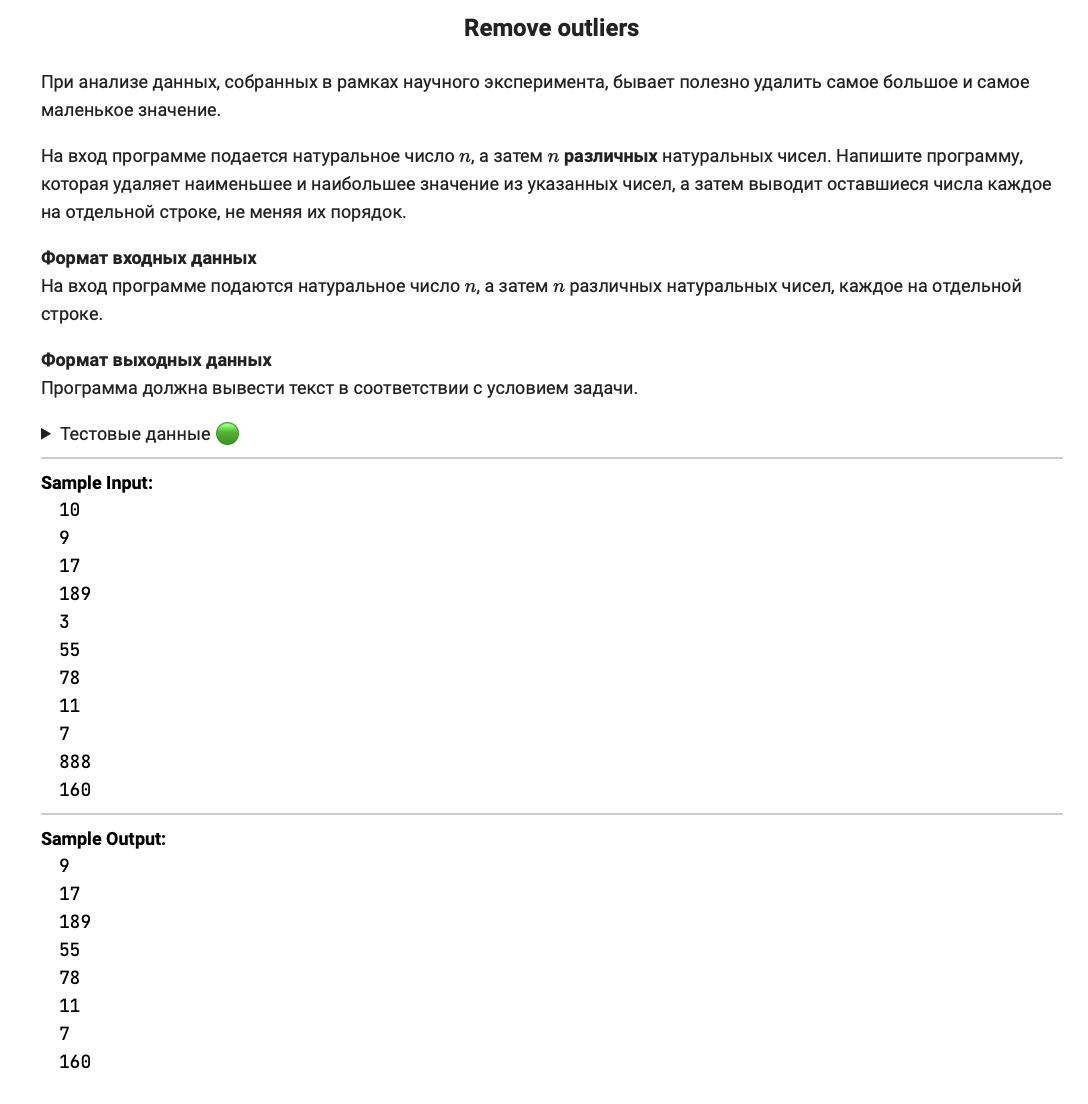 Remove outliers
При анализе данных, собранных в рамках научного эксперимента, бывает полезно удалить самое большое и самое
маленькое значение.
На вход программе подается натуральное число n, а затем n различных натуральных чисел. Напишите программу,
которая удаляет наименьшее и наибольшее значение из указанных чисел, а затем выводит оставшиеся числа каждое
на отдельной строке, не меняя их порядок.
Формат входных данных
На вход программе подаются натуральное число n, а затем n различных натуральных чисел, каждое на отдельной
строке.
Формат выходных данных
Программа должна вывести текст в соответствии с условием задачи.
Тестовые данные
Sample Input:
10
9
17
189
3
55
78
11
7
888
160
Sample Output:
9
17
189
55
78
11
7
160